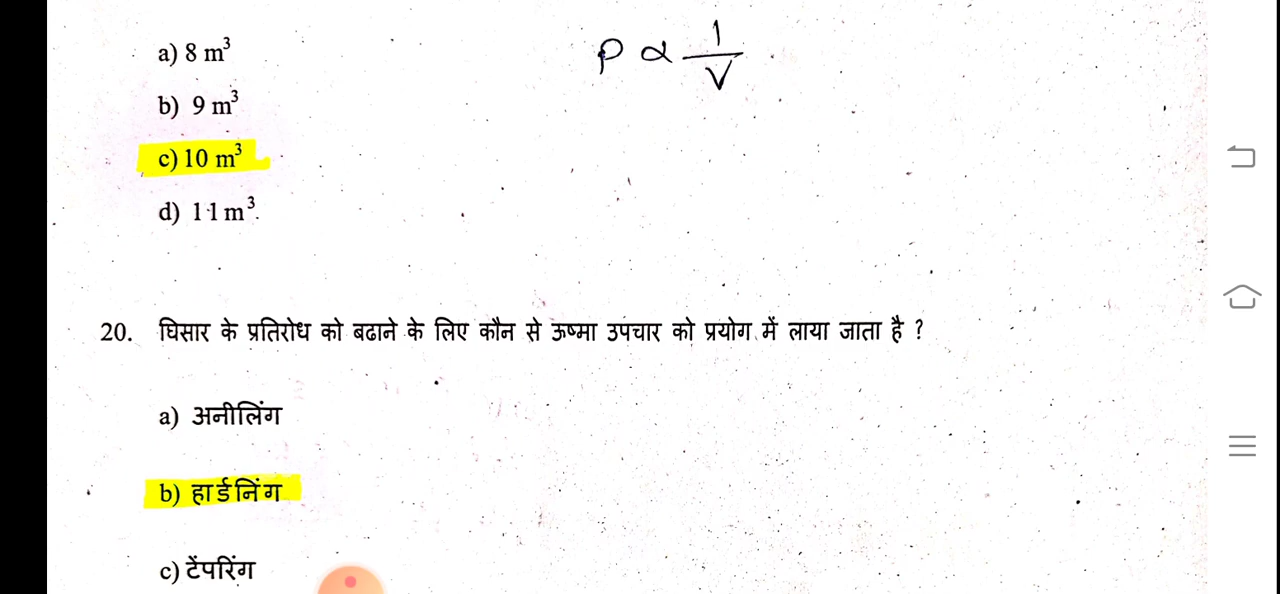 a) 8 m³
P ∝ 1/V
b) 9 m³
c) 10 m³
d) 11 m³.
20. घिसार के प्रतिरोध को बढाने के लिए कौन से ऊष्मा उपचार को प्रयोग में लाया जाता है ?
a) अनीलिंग
b) हार्डनिंग
c) टेंपरिंग